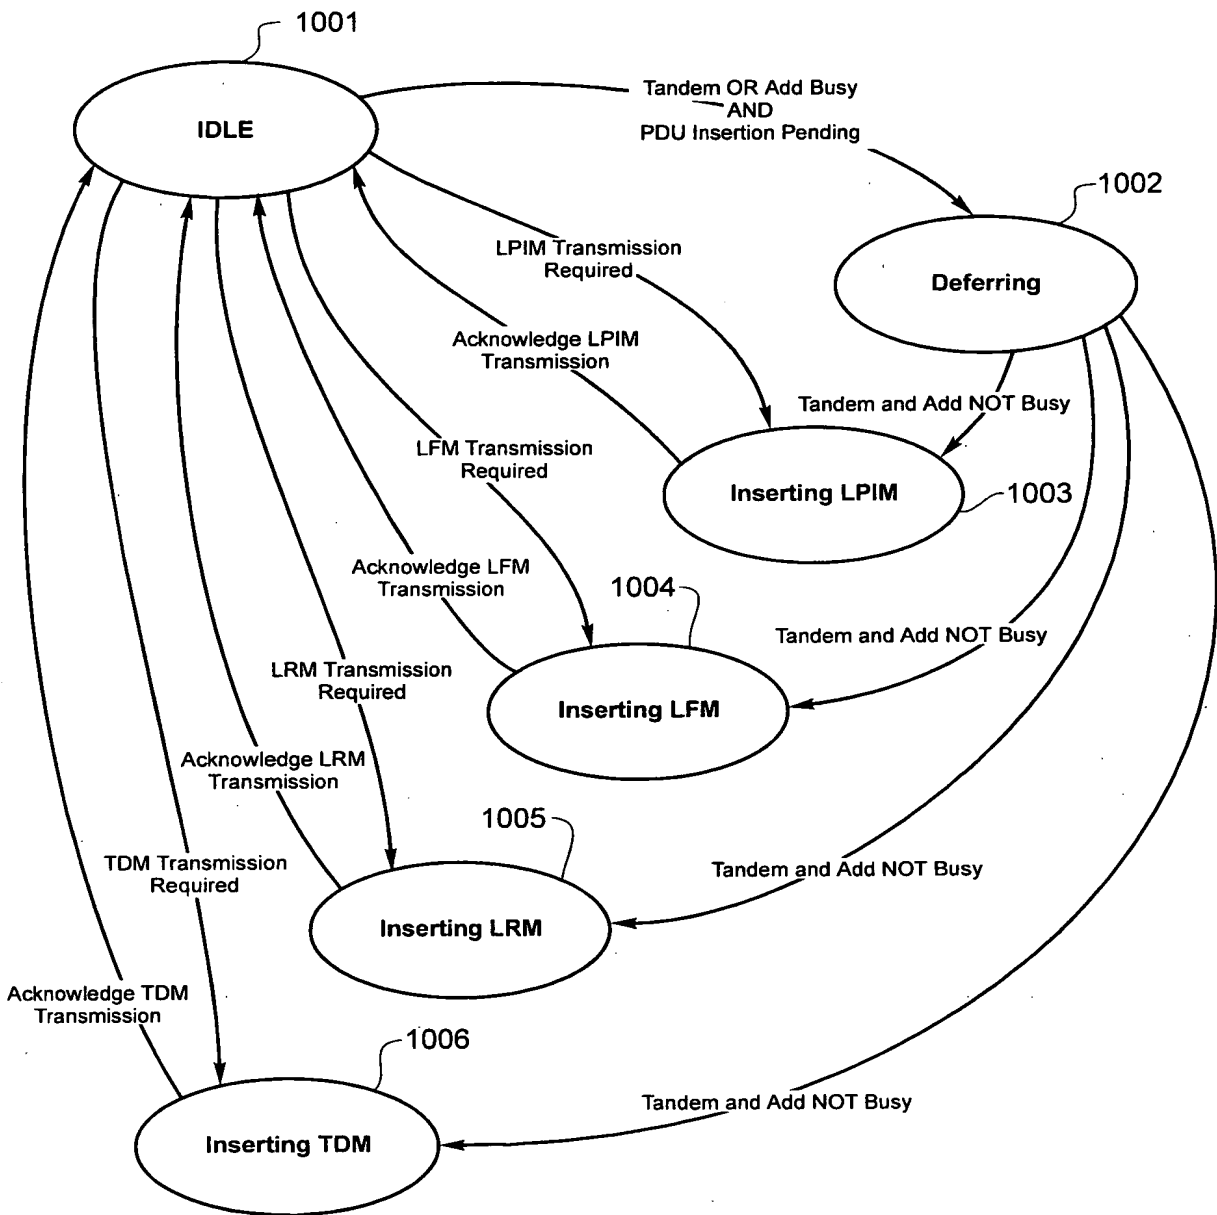 1001
IDLE
Tandem OR Add Busy
AND
PDU Insertion Pending
1002
Deferring
LPIM Transmission
Required
Acknowledge LPIM
Transmission
Tandem and Add NOT Busy
Inserting LPIM
1003
LFM Transmission
Required
Acknowledge LFM
Transmission
1004
Tandem and Add NOT Busy
Inserting LFM
LRM Transmission
Required
Acknowledge LRM
Transmission
1005
Tandem and Add NOT Busy
Inserting LRM
TDM Transmission
Required
Acknowledge TDM
Transmission
1006
Tandem and Add NOT Busy
Inserting TDM